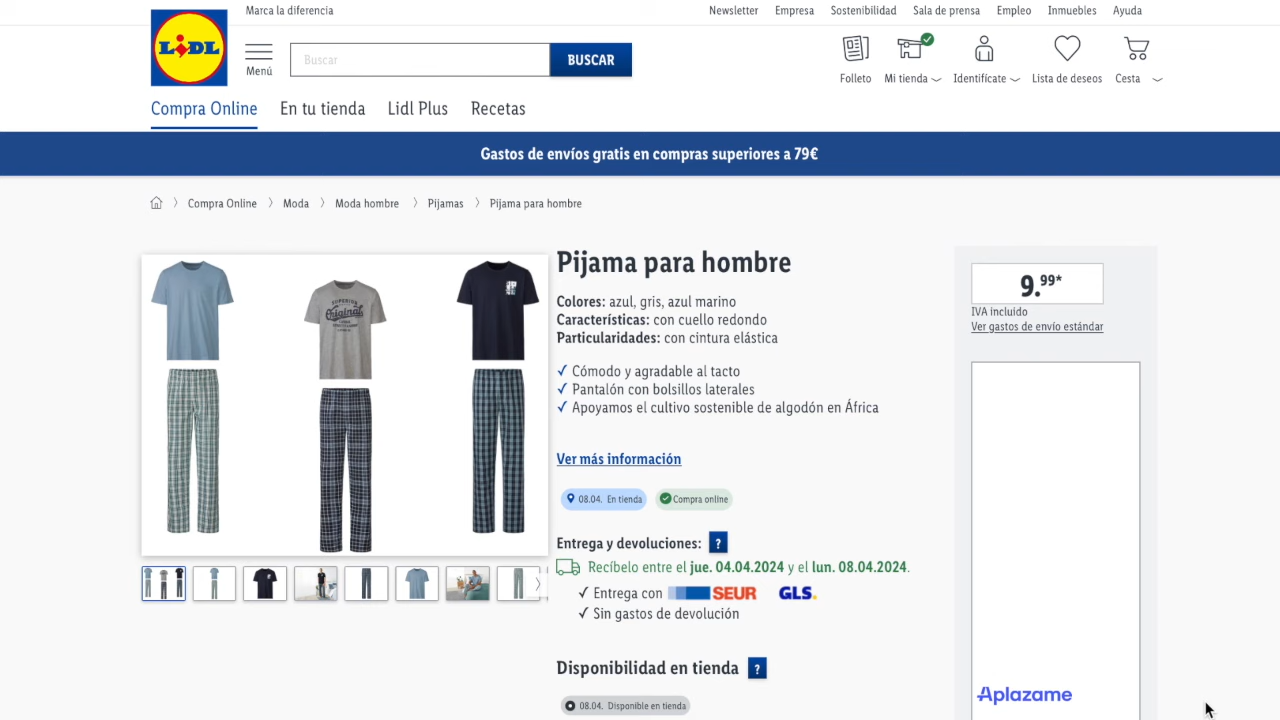 Marca la diferencia
Newsletter Empresa Sostenibilidad Sala de prensa Empleo Inmuebles Ayuda
LiDL
Menú
Buscar
BUSCAR
Folleto Mi tienda Identifícate Lista de deseos Cesta
Compra Online En tu tienda Lidl Plus Recetas
Gastos de envíos gratis en compras superiores a 79€
Compra Online Moda Moda hombre Pijamas Pijama para hombre
SUPERIOR
Original
Pijama para hombre
Colores: azul, gris, azul marino
Características: con cuello redondo
Particularidades: con cintura elástica
✓ Cómodo y agradable al tacto
✓ Pantalón con bolsillos laterales
✓ Apoyamos el cultivo sostenible de algodón en África
Ver más información
08.04. En tienda
Compra online
Entrega y devoluciones: ?
Recíbelo entre el jue. 04.04.2024 y el lun. 08.04.2024.
✓ Entrega con SEUR GLS.
✓ Sin gastos de devolución
Disponibilidad en tienda ?
08.04. Disponible en tienda
9.99*
IVA incluido
Ver gastos de envío estándar
Aplazame